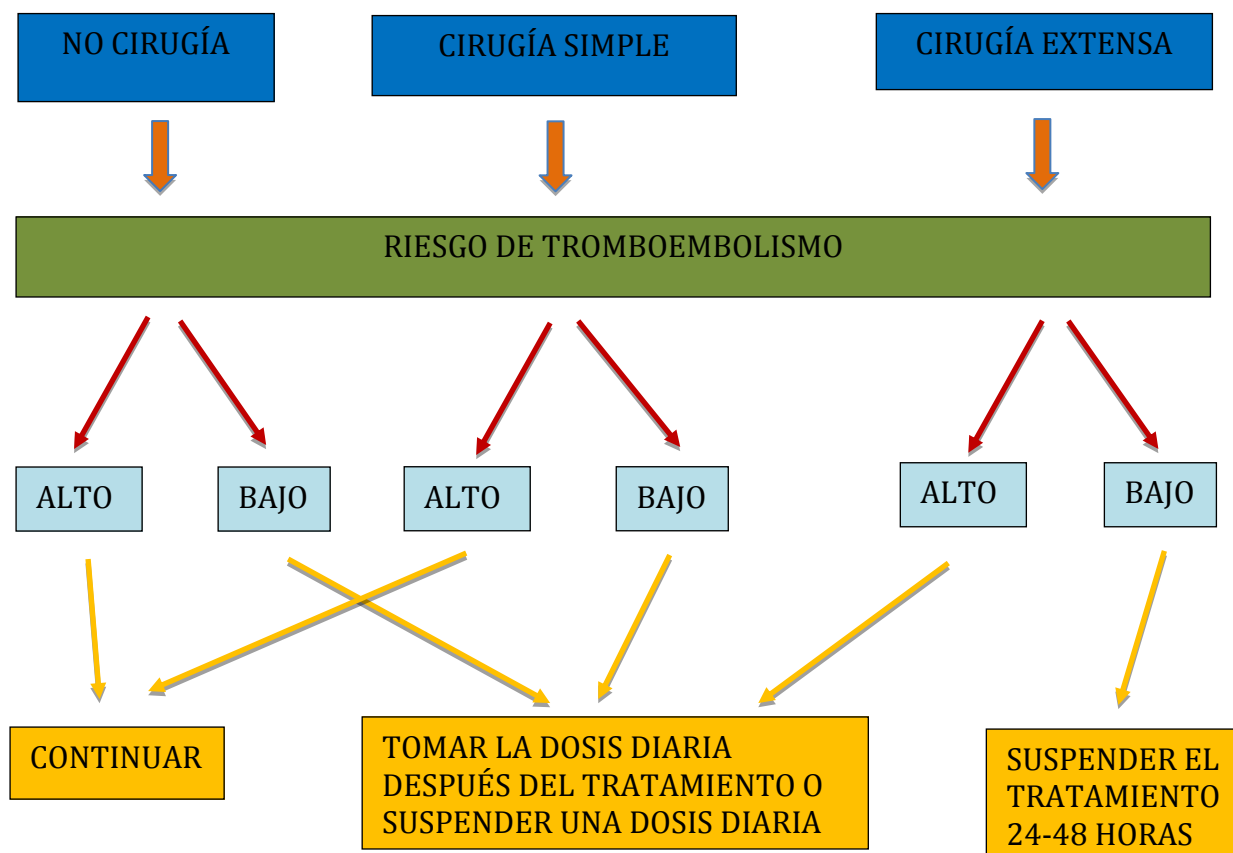 NO CIRUGÍA
CIRUGÍA SIMPLE
CIRUGÍA EXTENSA
RIESGO DE TROMBOEMBOLISMO
ALTO
BAJO
ALTO
BAJO
ALTO
BAJO
CONTINUAR
TOMAR LA DOSIS DIARIA
DESPUÉS DEL TRATAMIENTO O
SUSPENDER UNA DOSIS DIARIA
SUSPENDER EL
TRATAMIENTO
24-48 HORAS